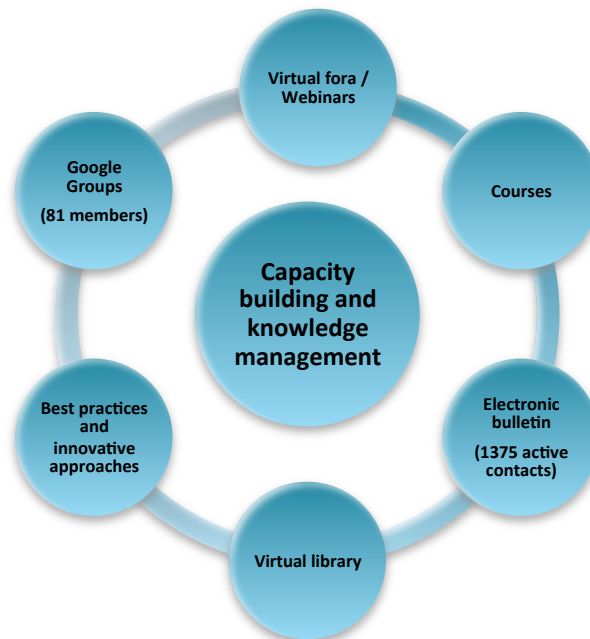 Virtual fora /
Webinars
Courses
Electronic
bulletin
(1375 active
contacts)
Virtual library
Best practices
and
innovative
approaches
Google
Groups
(81 members)
Capacity
building and
knowledge
management